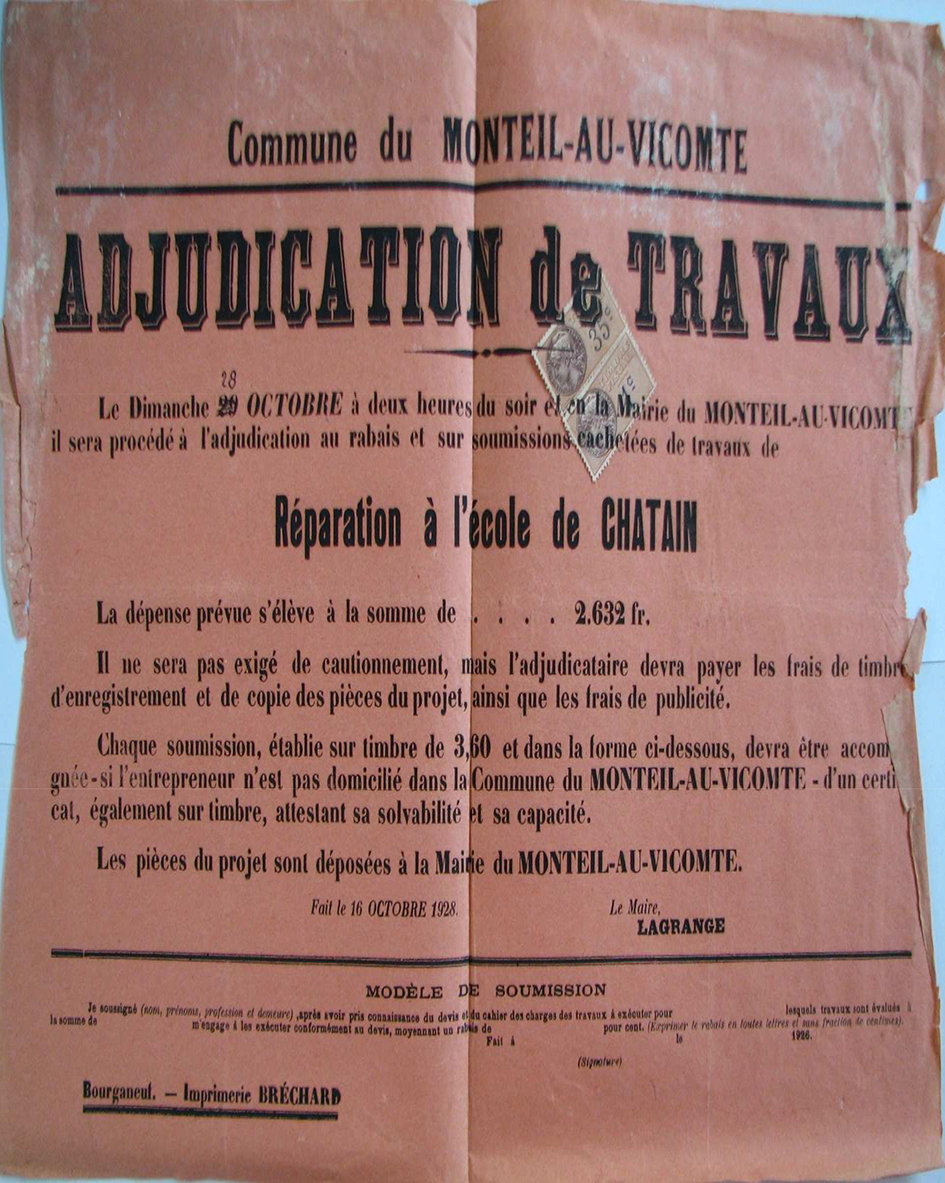 Commune du MONTEIL-AU-VICOMTE
ADJUDICATION de TRAVAUX
35c
28
Le Dimanche OCTOBRE à deux heures du soir et en la Mairie du MONTEIL-AU-VICOMT
il sera procédé à l'adjudication au rabais et sur soumissions cachetées de travaux de
Réparation à l'école de CHATAIN
La dépense prévue s'élève à la somme de . . . . 2.632 fr.
Il ne sera pas exigé de cautionnement, mais l'adjudicataire devra payer les frais de timbre
d'enregistrement et de copie des pièces du projet, ainsi que les frais de publicité.
Chaque soumission, établie sur timbre de 3,60 et dans la forme ci-dessous, devra être accom
gnée - si l'entrepreneur n'est pas domicilié dans la Commune du MONTEIL-AU-VICOMTE - d'un certi
cat, également sur timbre, attestant sa solvabilité et sa capacité.
Les pièces du projet sont déposées à la Mairie du MONTEIL-AU-VICOMTE.
Fait le 16 OCTOBRE 1928. Le Maire,
LAGRANGE
MODÈLE DE SOUMISSION
Je soussigné (nom, prénoms, profession et demeure) ,après avoir pris connaissance du devis et du cahier des charges des travaux à exécuter pour lesquels travaux sont évalués à
la somme de m'engage à les exécuter conformément au devis, moyennant un rabais de pour cent. (Exprimer le rabais en toutes lettres et sans fraction de centimes).
Fait à le 1926.
(Signature)
Bourganeuf. — Imprimerie BRÉCHARD